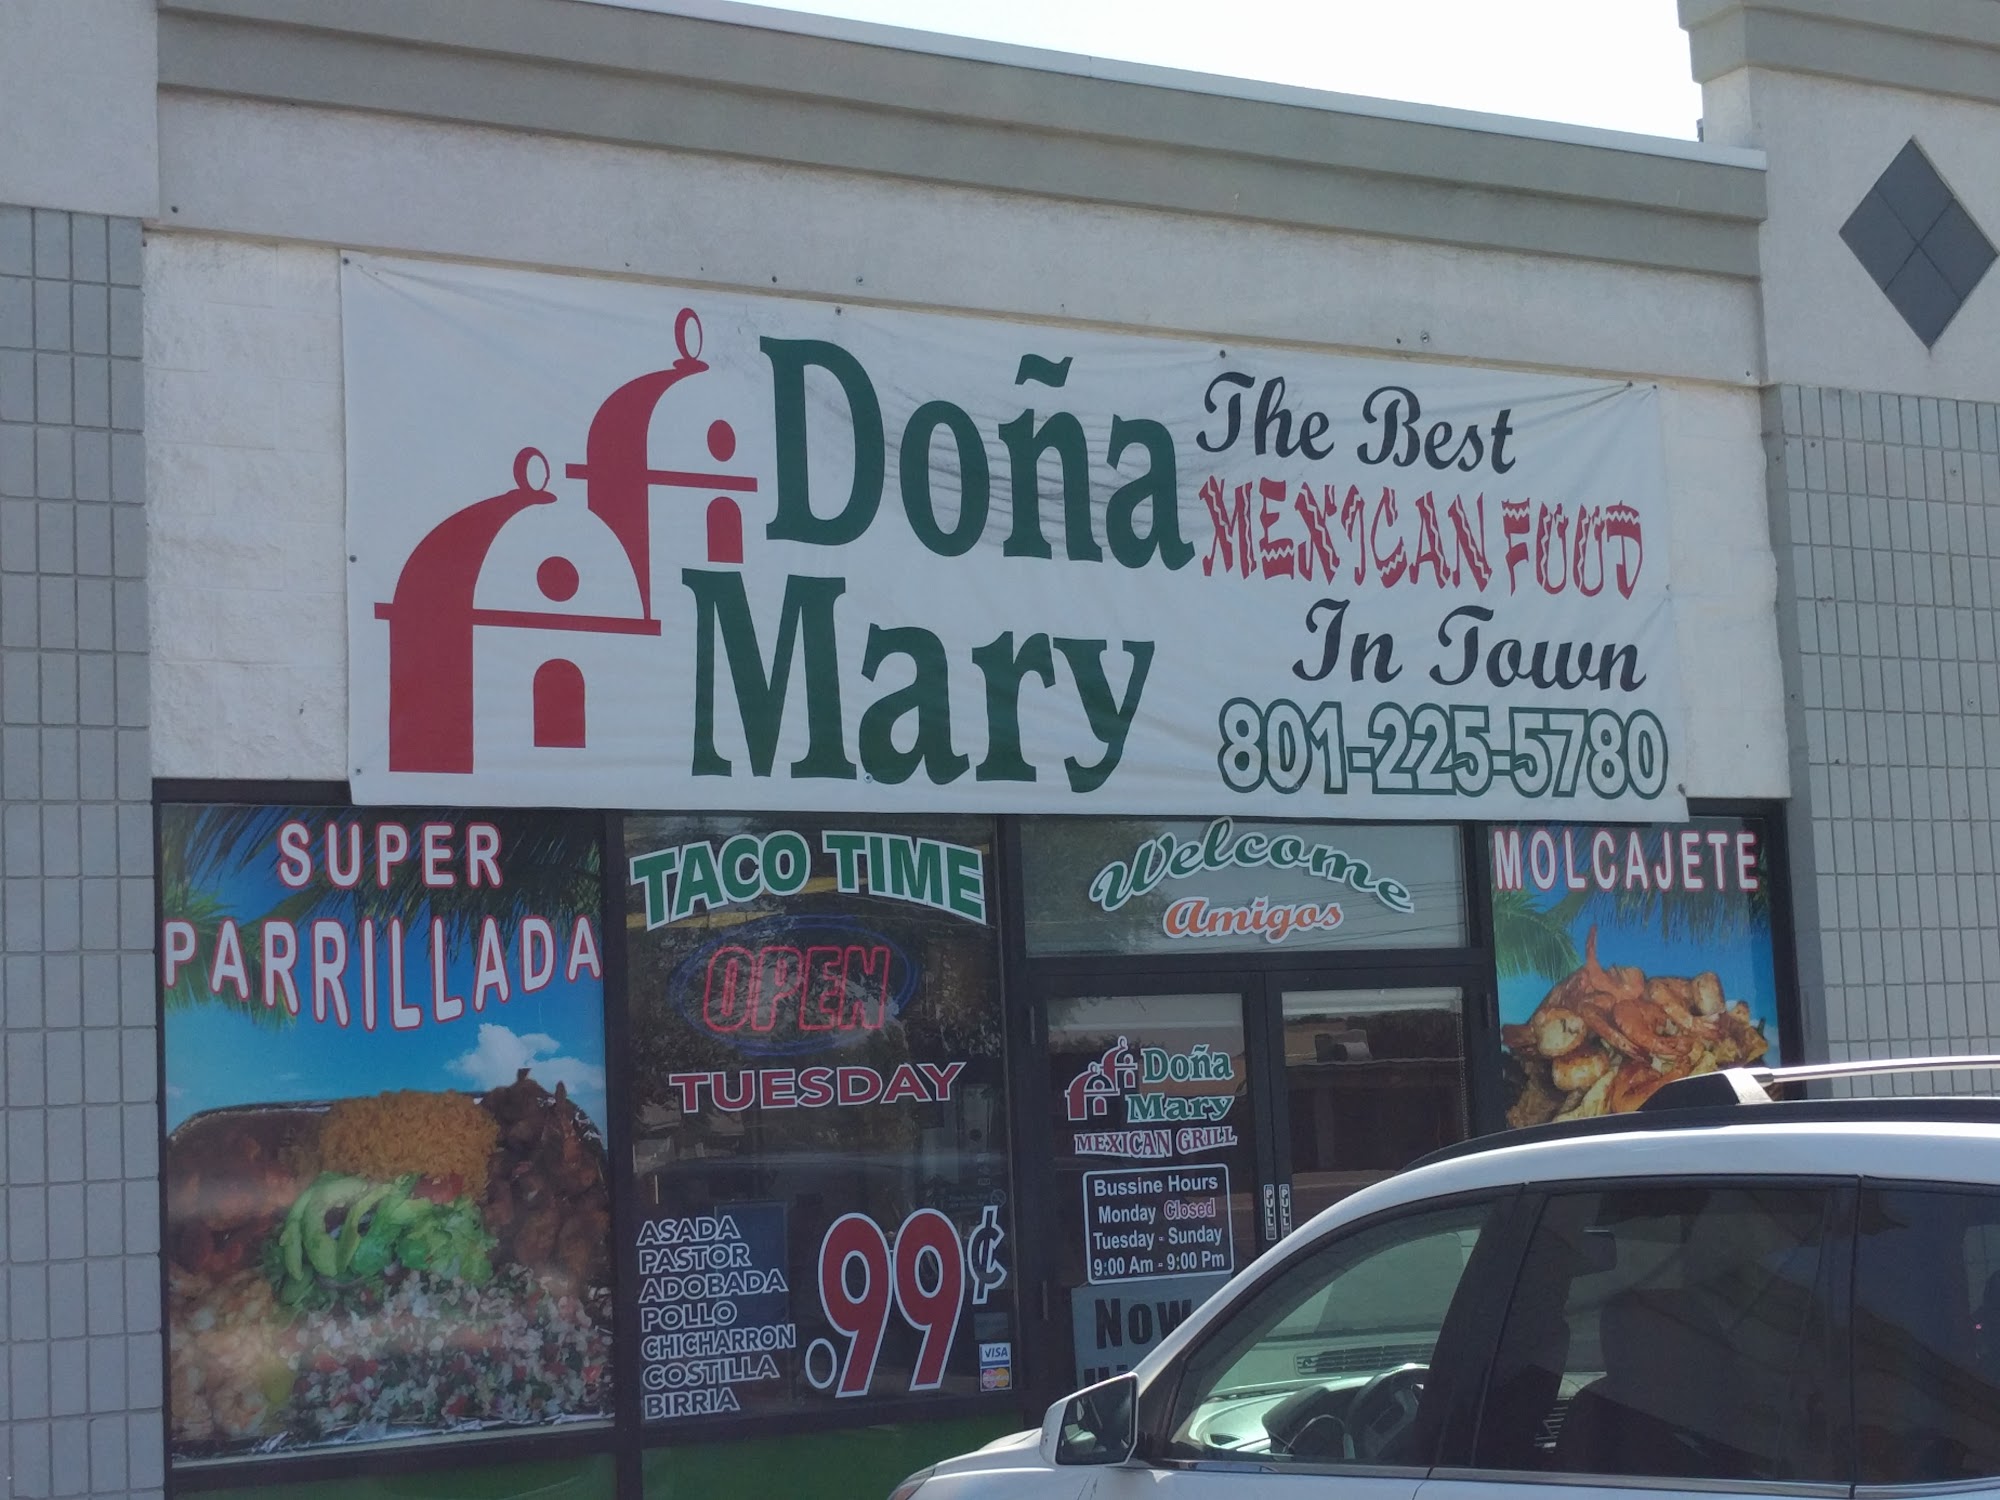 Doña
Mary
The Best
MEXICAN FOOD
In Town
801-225-5780
SUPER
PARRILLADA
TACO TIME
OPEN
TUESDAY
ASADA
PASTOR
ADOBADA
POLLO
CHICHARRON
COSTILLA
BIRRIA
.99¢
VISA
Welcome
Amigos
Doña
Mary
MEXICAN GRILL
Bussine Hours
Monday Closed
Tuesday - Sunday
9:00 Am - 9:00 Pm
PULL
PULL
Now
MOLCAJETE